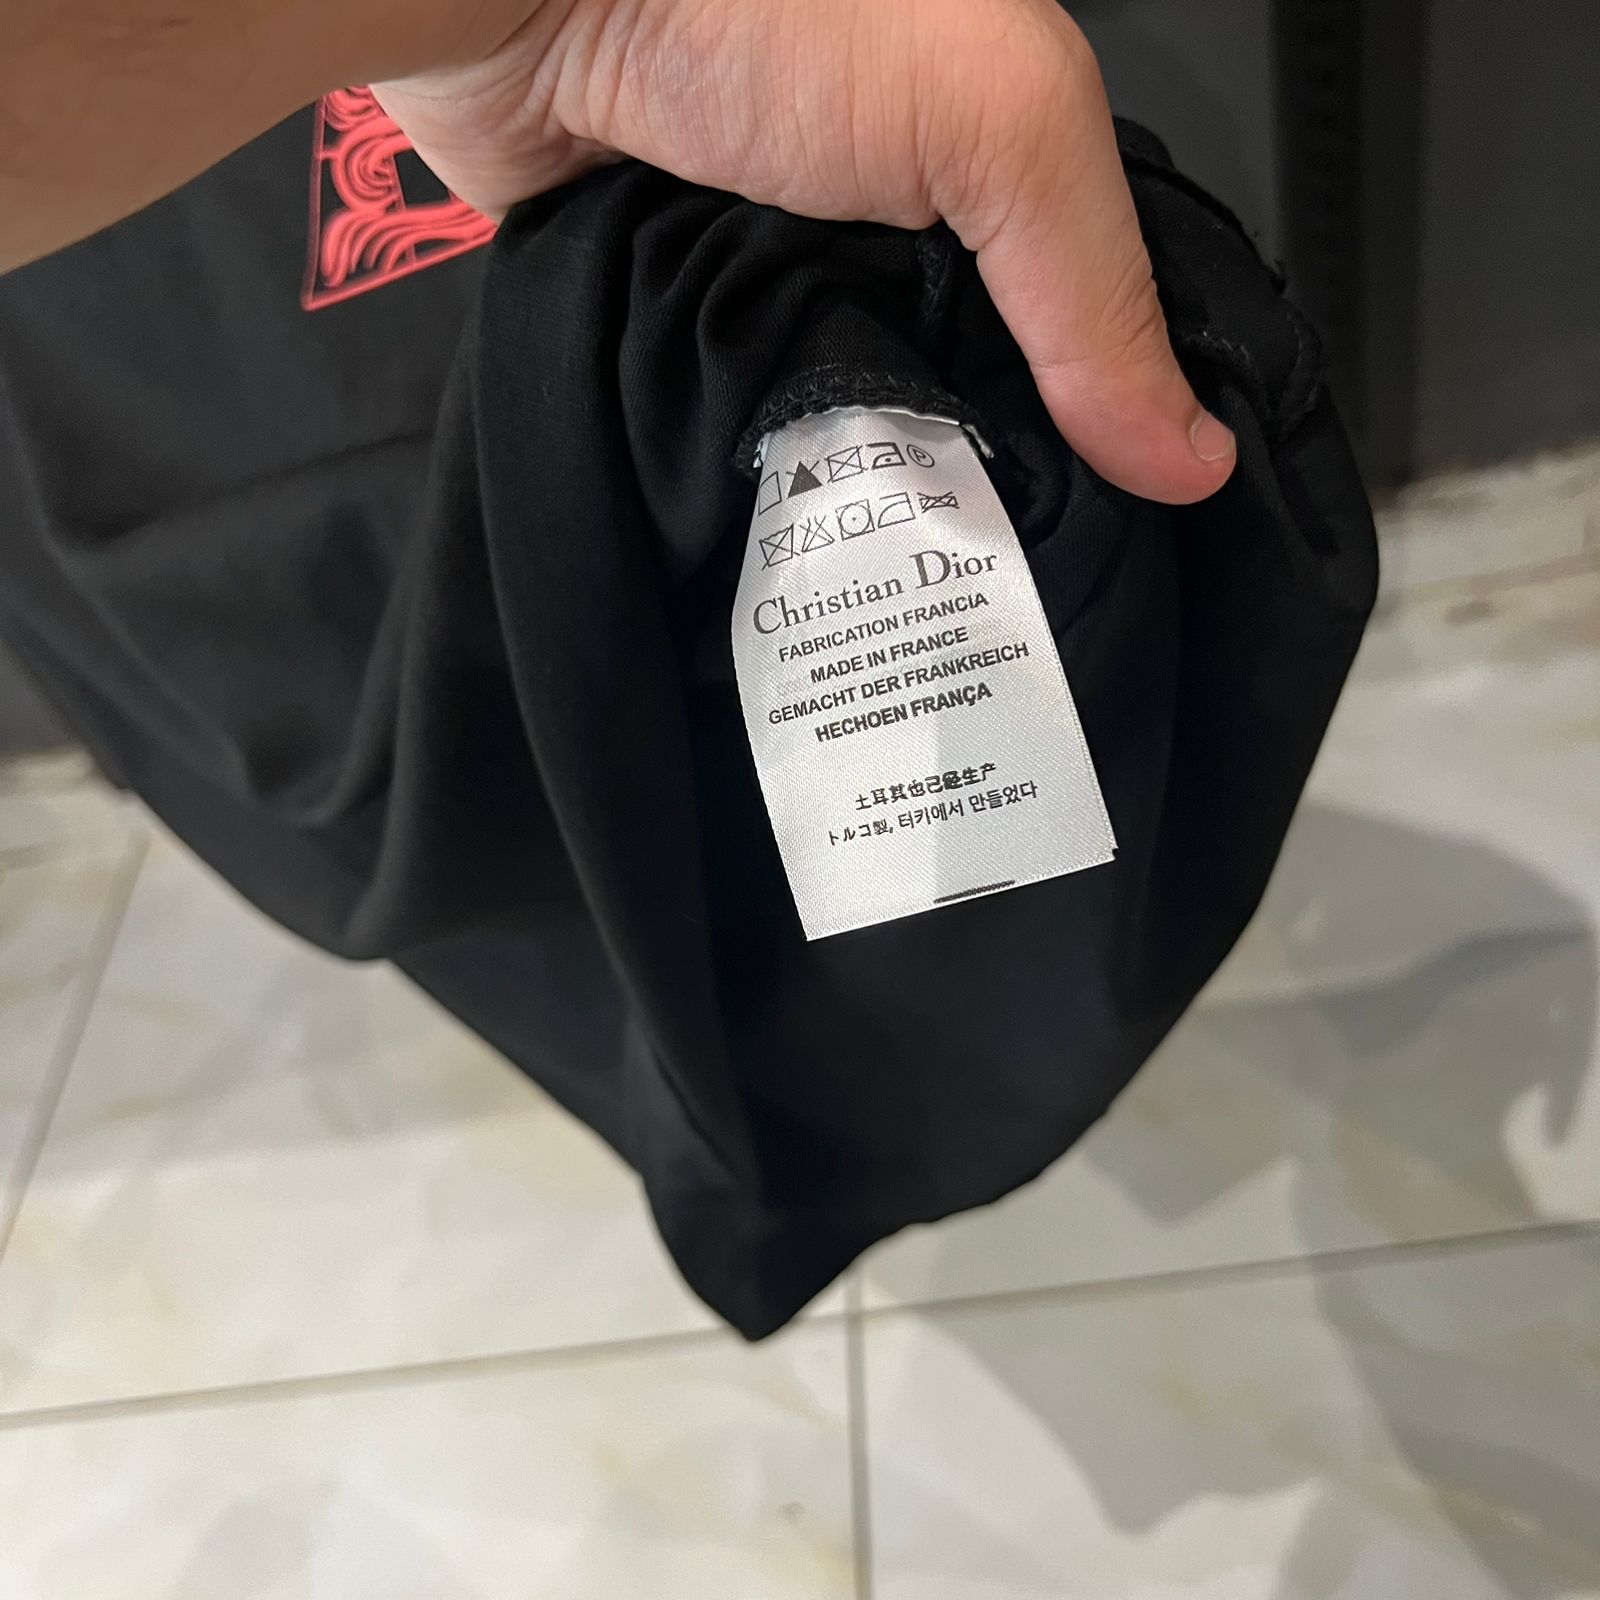 Christian Dior
FABRICATION FRANCIA
MADE IN FRANCE
GEMACHT DER FRANKREICH
HECHOEN FRANÇA
土耳其也已经生产
トルコ製, 터키에서 만들었다